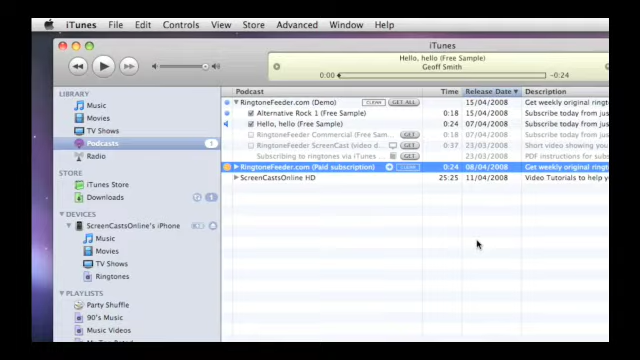 iTunes File Edit Controls View Store Advanced Window Help
iTunes
Hello, hello (Free Sample)
Geoff Smith
0:00 -0:24
LIBRARY
Music
Movies
TV Shows
Podcasts 1
Radio
STORE
iTunes Store
Downloads 1
DEVICES
ScreenCastsOnline's iPhone
Music
Movies
TV Shows
Ringtones
PLAYLISTS
Party Shuffle
90's Music
Music Videos
Podcast Time Release Date Description
RingtoneFeeder.com (Demo) CLEAR GET ALL 15/04/2008 Get weekly original ringt
Alternative Rock 1 (Free Sample) 0:18 15/04/2008 Subscribe today from jus
Hello, hello (Free Sample) 0:24 07/04/2008 Subscribe today from jus
RingtoneFeeder Commercial (Free Sam... GET 0:34 07/04/2008 Subscribe today from jus
RingtoneFeeder ScreenCast (video d... GET 0:37 23/03/2008 Short video showing you
Subscribing to ringtones via iTunes GET 23/03/2008 PDF instructions for sub
RingtoneFeeder.com (Paid subscription) CLEAR 0:24 08/04/2008 Get weekly original ring
ScreenCastsOnline HD 25:25 11/04/2008 Video Tutorials to help y